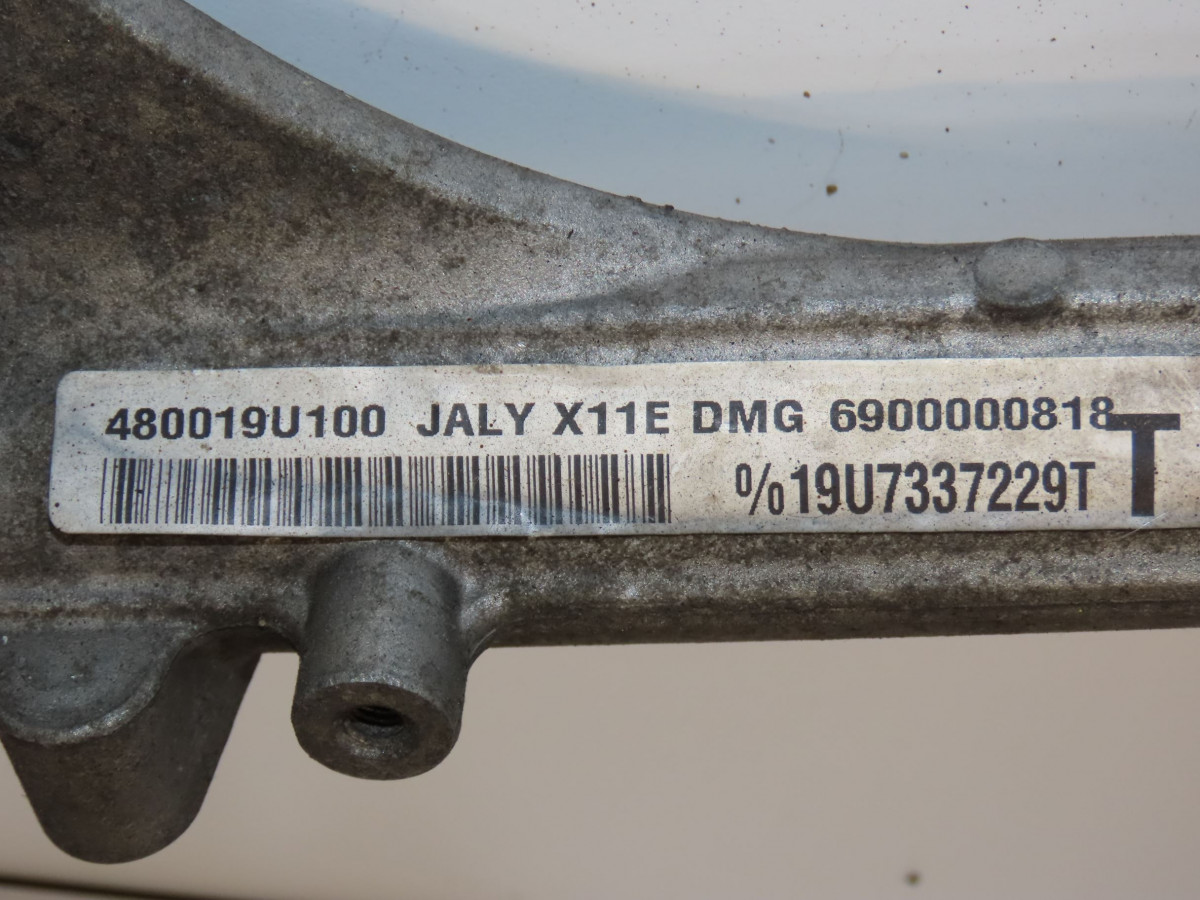 480019U100 JALY X11E DMG 6900000818
%19U7337229T
T